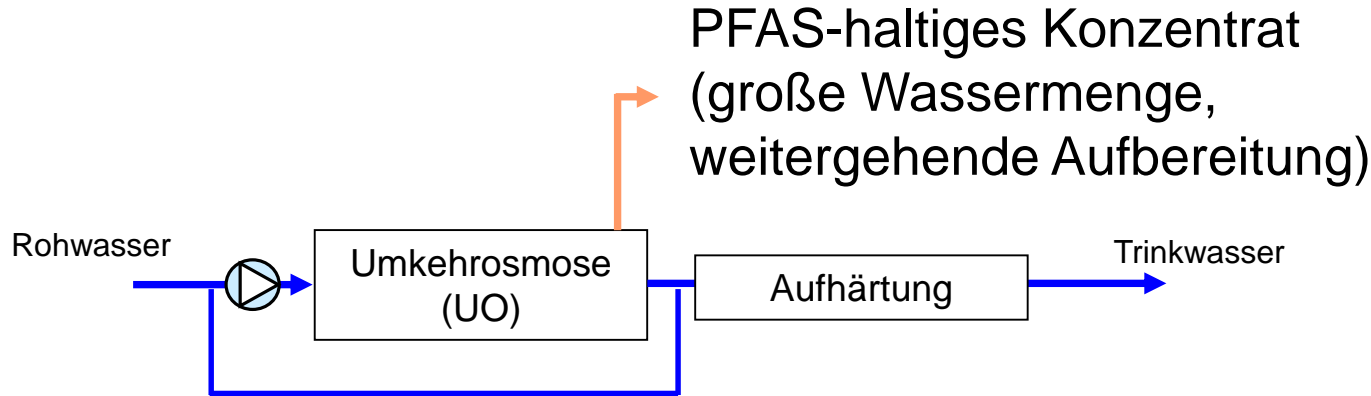 PFAS-haltiges Konzentrat
(große Wassermenge,
weitergehende Aufbereitung)
Rohwasser
Umkehrosmose
(UO)
Aufhärtung
Trinkwasser